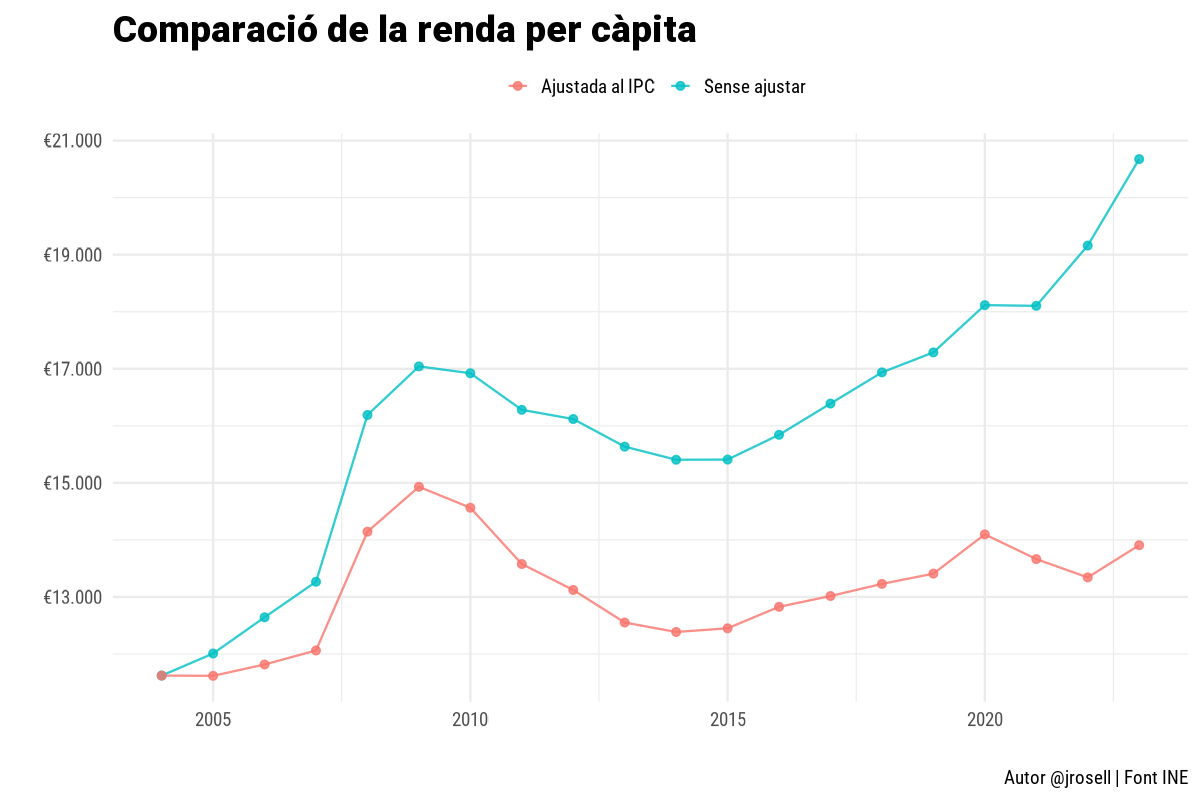 Comparació de la renda per càpita
Ajustada al IPC
Sense ajustar
€21.000
€19.000
€17.000
€15.000
€13.000
2005
2010
2015
2020
Autor @jrosell | Font INE